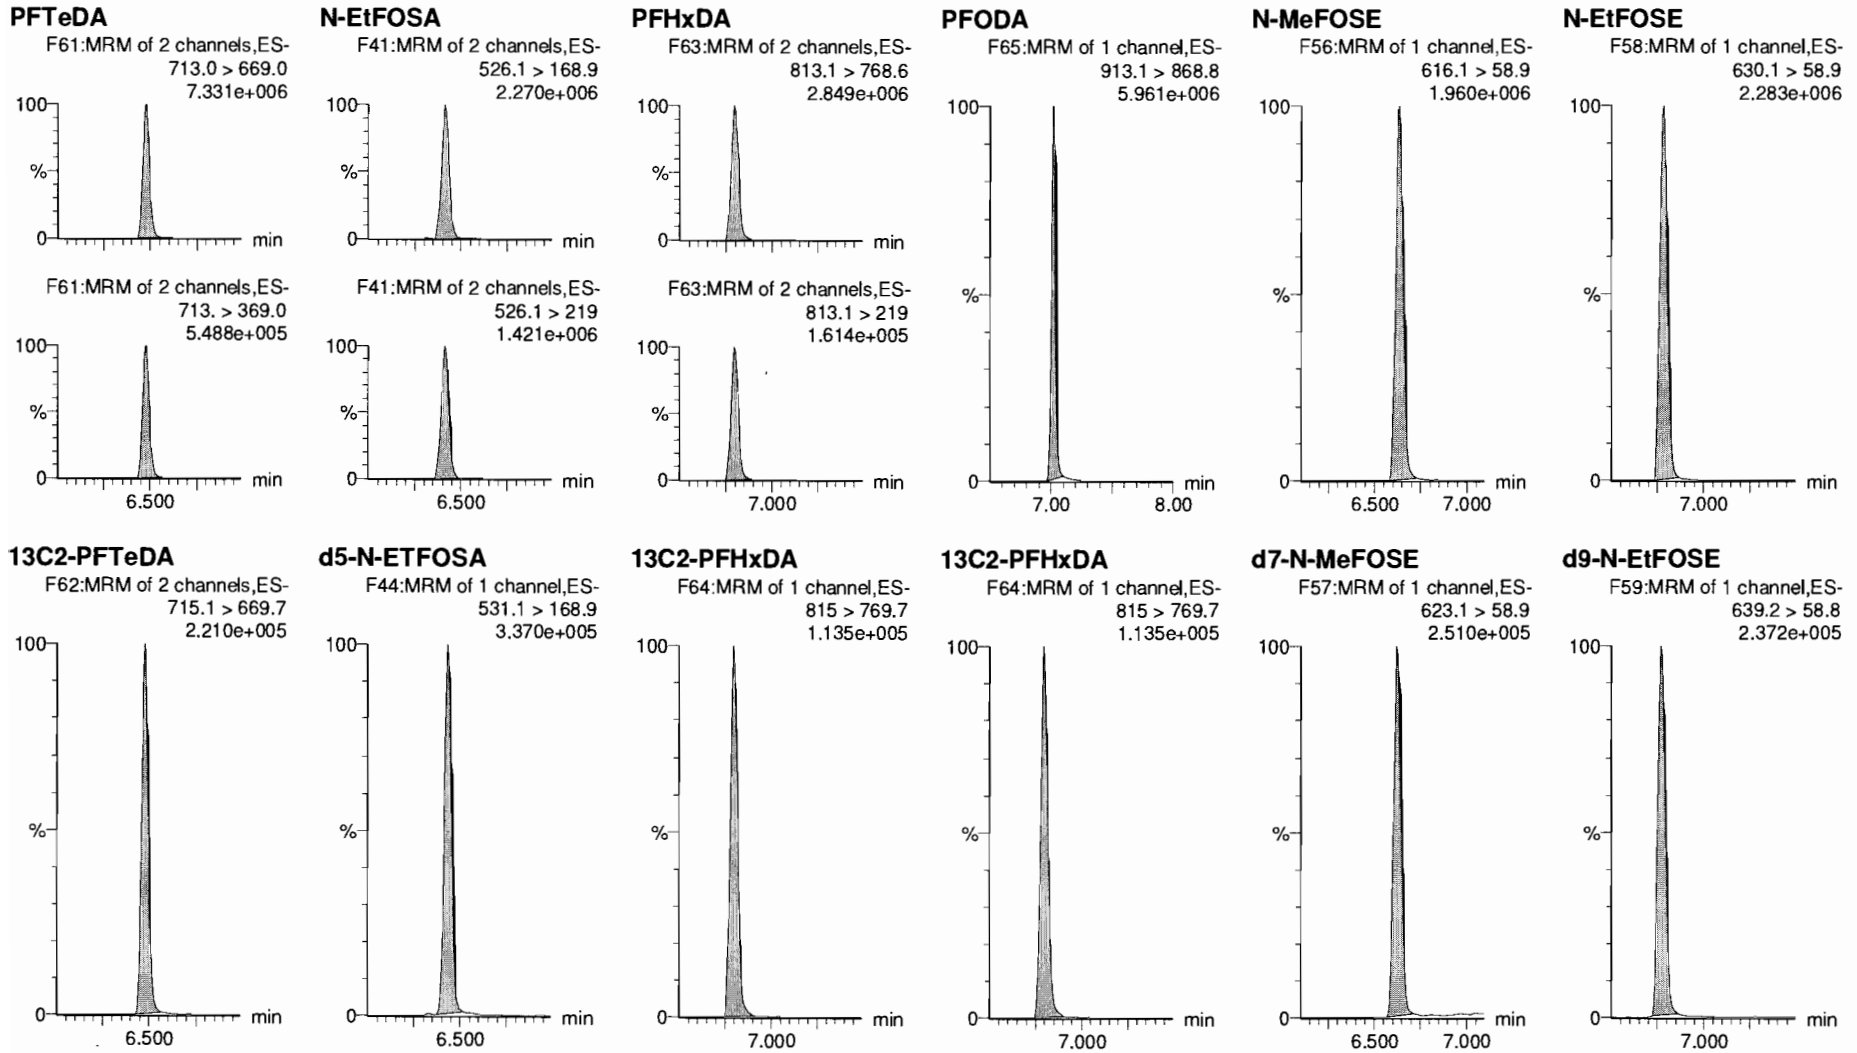 PFTeDA
F61:MRM of 2 channels,ES-
713.0 > 669.0
7.331e+006
100
%
0
min
F61:MRM of 2 channels,ES-
713. > 369.0
5.488e+005
100
%
0
min
6.500
N-EtFOSA
F41:MRM of 2 channels,ES-
526.1 > 168.9
2.270e+006
100
%
0
min
F41:MRM of 2 channels,ES-
526.1 > 219
1.421e+006
100
%
0
min
6.500
PFHxDA
F63:MRM of 2 channels,ES-
813.1 > 768.6
2.849e+006
100
%
0
min
F63:MRM of 2 channels,ES-
813.1 > 219
1.614e+005
100
%
0
min
7.000
PFODA
F65:MRM of 1 channel,ES-
913.1 > 868.8
5.961e+006
100
%
0
min
7.00 8.00
N-MeFOSE
F56:MRM of 1 channel,ES-
616.1 > 58.9
1.960e+006
100
%
0
min
6.500 7.000
N-EtFOSE
F58:MRM of 1 channel,ES-
630.1 > 58.9
2.283e+006
100
%
0
min
7.000
13C2-PFTeDA
F62:MRM of 2 channels,ES-
715.1 > 669.7
2.210e+005
100
%
0
min
6.500
d5-N-ETFOSA
F44:MRM of 1 channel,ES-
531.1 > 168.9
3.370e+005
100
%
0
min
6.500
13C2-PFHxDA
F64:MRM of 1 channel,ES-
815 > 769.7
1.135e+005
100
%
0
min
7.000
13C2-PFHxDA
F64:MRM of 1 channel,ES-
815 > 769.7
1.135e+005
100
%
0
min
7.000
d7-N-MeFOSE
F57:MRM of 1 channel,ES-
623.1 > 58.9
2.510e+005
100
%
0
min
6.500 7.000
d9-N-EtFOSE
F59:MRM of 1 channel,ES-
639.2 > 58.8
2.372e+005
100
%
0
min
7.000